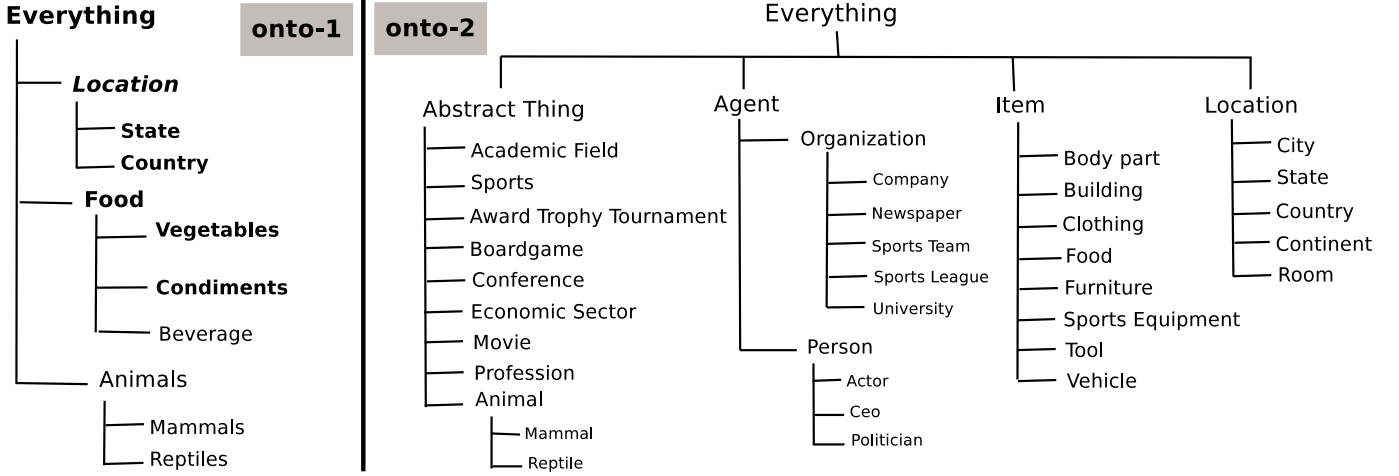 Everything
onto-1
Location
State
Country
Food
Vegetables
Condiments
Beverage
Animals
Mammals
Reptiles
onto-2
Everything
Abstract Thing
Academic Field
Sports
Award Trophy Tournament
Boardgame
Conference
Economic Sector
Movie
Profession
Animal
Mammal
Reptile
Agent
Organization
Company
Newspaper
Sports Team
Sports League
University
Person
Actor
Ceo
Politician
Item
Body part
Building
Clothing
Food
Furniture
Sports Equipment
Tool
Vehicle
Location
City
State
Country
Continent
Room